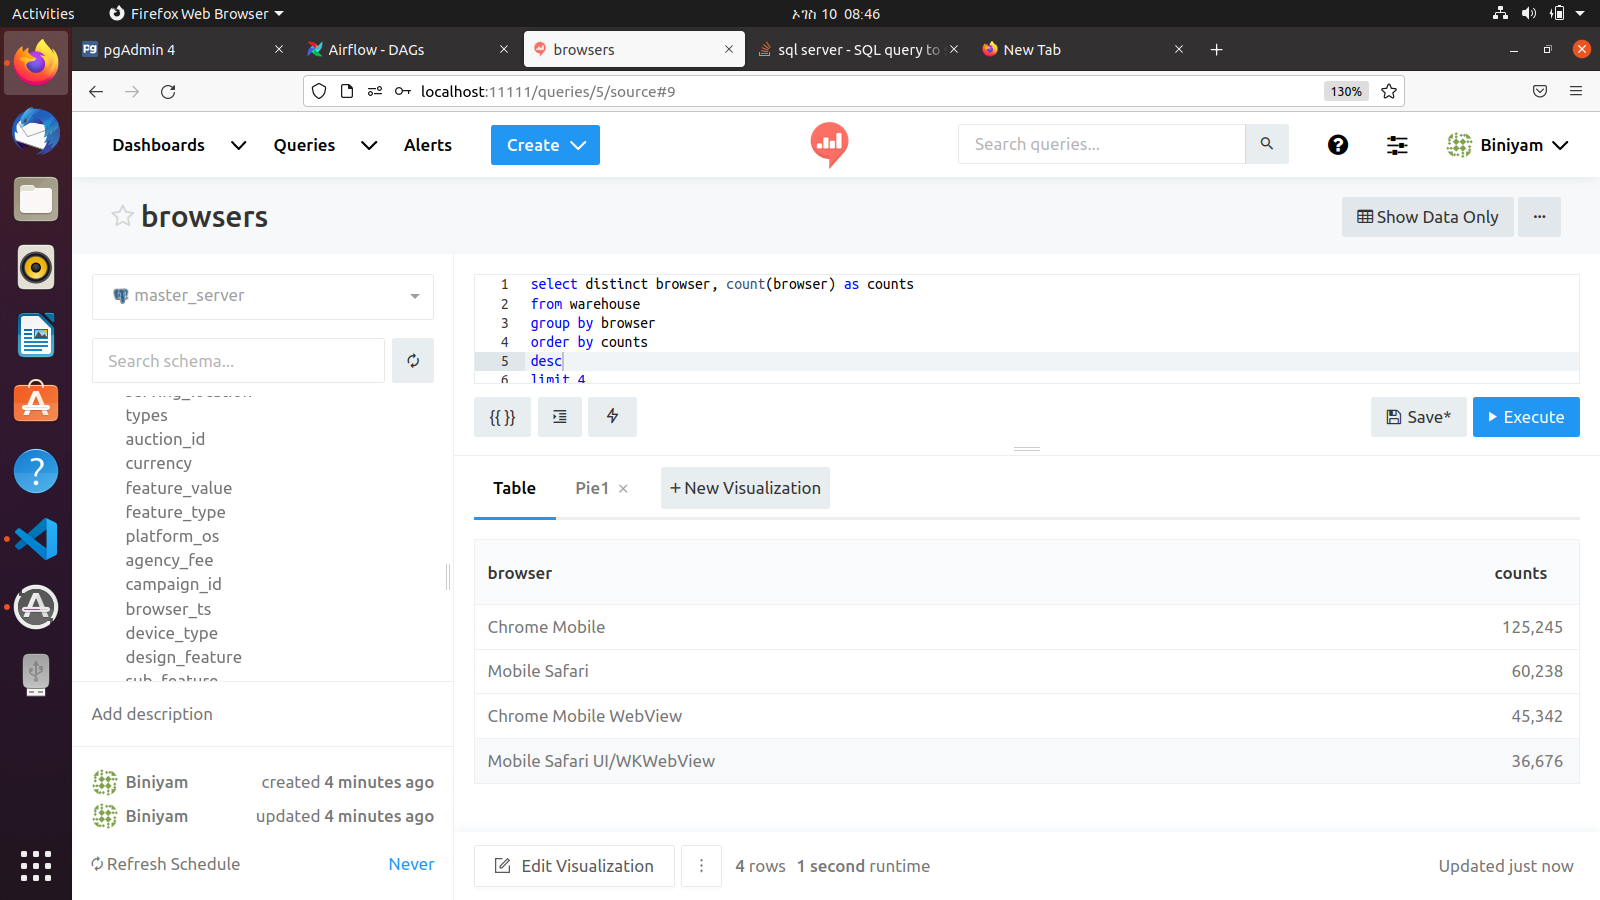 Activities
Firefox Web Browser
ኦገስ 10 08:46
pgAdmin 4
Airflow - DAGs
browsers
sql server - SQL query to
New Tab
localhost:11111/queries/5/source#9
130%
Dashboards
Queries
Alerts
Create
Search queries...
Biniyam
browsers
Show Data Only
master_server
Search schema...
serving_location
types
auction_id
currency
feature_value
feature_type
platform_os
agency_fee
campaign_id
browser_ts
device_type
design_feature
sub_feature
Add description
Biniyam created 4 minutes ago
Biniyam updated 4 minutes ago
Refresh Schedule Never
1 select distinct browser, count(browser) as counts
2 from warehouse
3 group by browser
4 order by counts
5 desc
6 limit 4
{{ }}
Save*
Execute
Table
Pie1
+ New Visualization
browser counts
Chrome Mobile 125,245
Mobile Safari 60,238
Chrome Mobile WebView 45,342
Mobile Safari UI/WKWebView 36,676
Edit Visualization
4 rows 1 second runtime
Updated just now